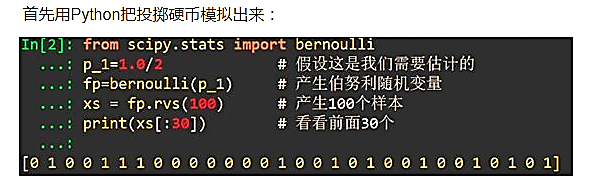 首先用Python把投掷硬币模拟出来：
In[2]: from scipy.stats import bernoulli
...: p_1=1.0/2 # 假设这是我们需要估计的
...: fp=bernoulli(p_1) # 产生伯努利随机变量
...: xs = fp.rvs(100) # 产生100个样本
...: print(xs[:30]) # 看看前面30个
...:
[0 1 0 0 1 1 1 0 0 0 0 0 0 0 1 0 0 1 0 1 0 0 1 0 0 1 0 1 0 1]